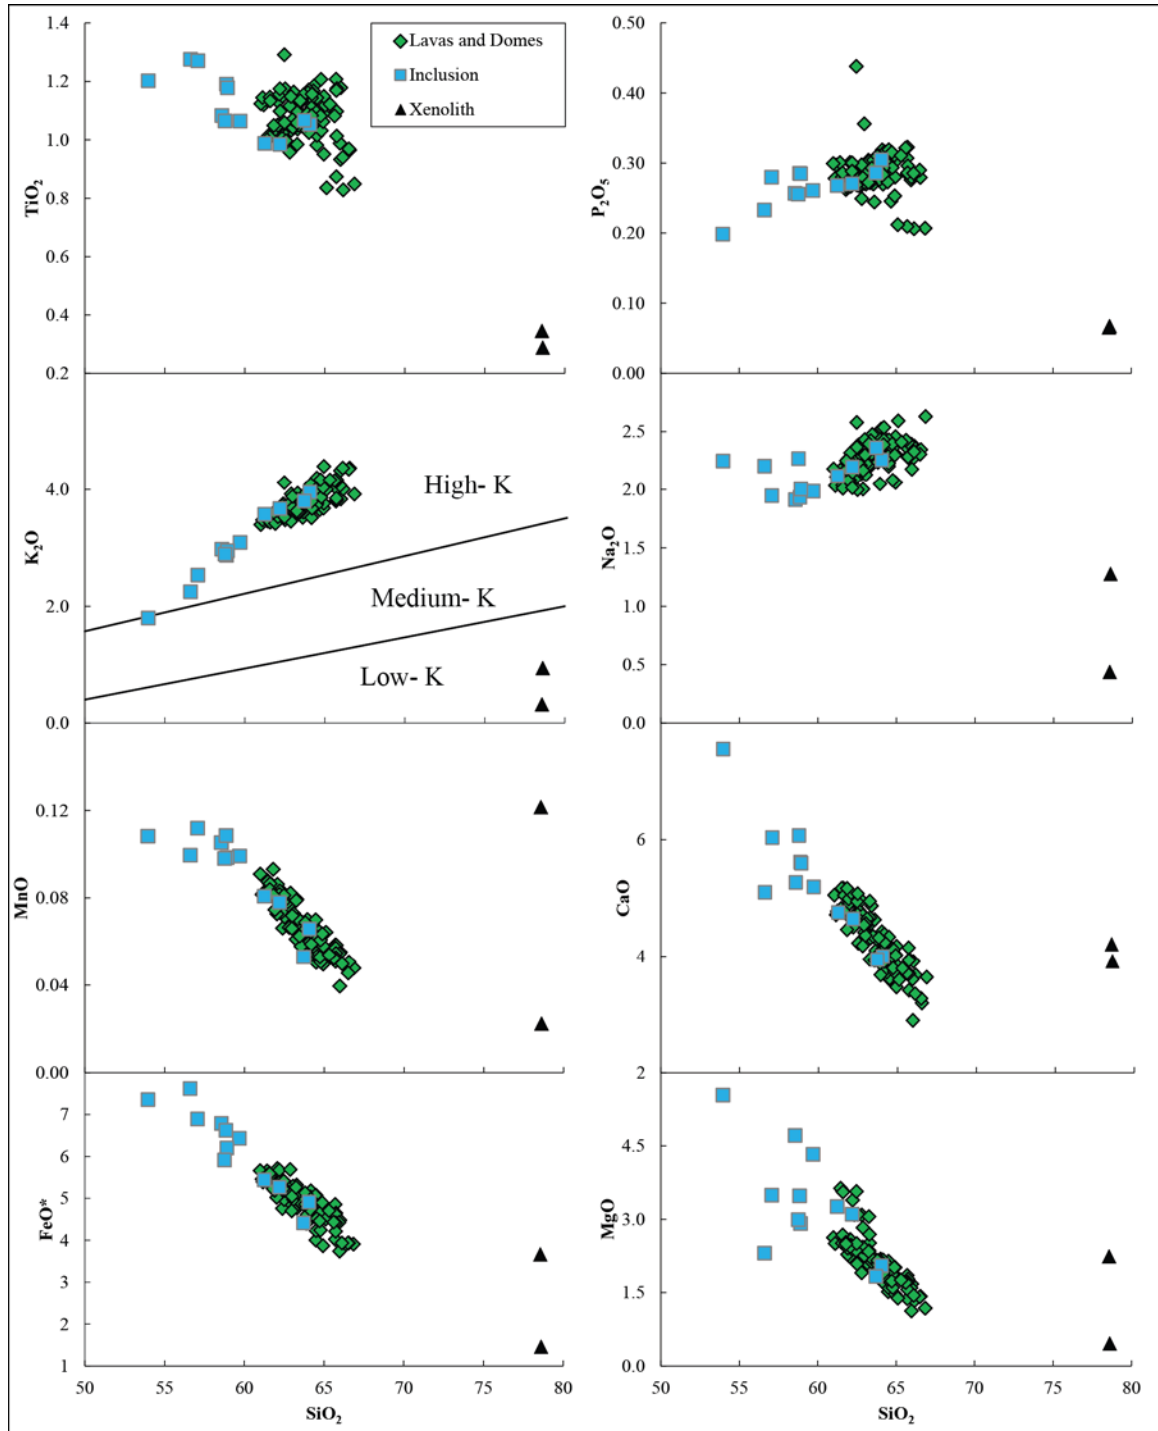 1.4
1.2
1.0
0.8
0.6
0.4
0.2
TiO2
Lavas and Domes
Inclusion
Xenolith
0.50
0.40
0.30
0.20
0.10
0.00
P2O5
4.0
2.0
0.0
K2O
High- K
Medium- K
Low- K
2.5
2.0
1.5
1.0
0.5
0.0
Na2O
0.12
0.08
0.04
0.00
MnO
6
4
2
CaO
7
6
5
4
3
2
1
FeO*
50 55 60 65 70 75 80
SiO2
4.5
3.0
1.5
0.0
MgO
50 55 60 65 70 75 80
SiO2